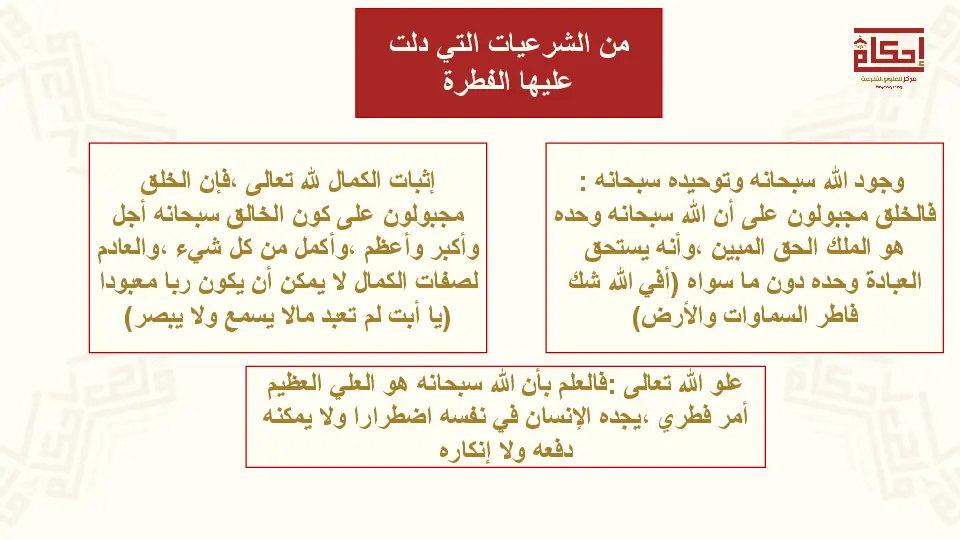 من الشرعيات التي دلت
عليها الفطرة
إحكام
مركز للعلوم الشرعية
وجود الله سبحانه وتوحيده سبحانه :
فالخلق مجبولون على أن الله سبحانه وحده
هو الملك الحق المبين ،وأنه يستحق
العبادة وحده دون ما سواه (أفي الله شك
فاطر السماوات والأرض)
إثبات الكمال لله تعالى ،فإن الخلق
مجبولون على كون الخالق سبحانه أجل
وأكبر وأعظم ،وأكمل من كل شيء ،والعادم
لصفات الكمال لا يمكن أن يكون ربا معبودا
(يا أبت لم تعبد مالا يسمع ولا يبصر)
علو الله تعالى :فالعلم بأن الله سبحانه هو العلي العظيم
أمر فطري ،يجده الإنسان في نفسه اضطرارا ولا يمكنه
دفعه ولا إنكاره